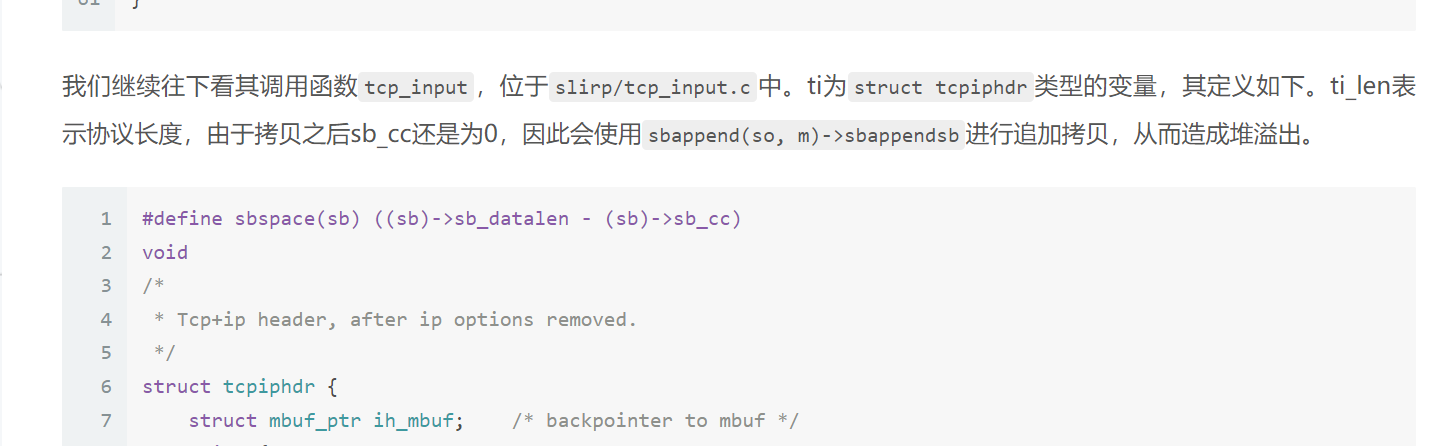 }
我们继续往下看其调用函数tcp_input，位于slirp/tcp_input.c中。ti为struct tcpiphdr类型的变量，其定义如下。ti_len表
示协议长度，由于拷贝之后sb_cc还是为0，因此会使用sbappend(so, m)->sbappendsb进行追加拷贝，从而造成堆溢出。
1 #define sbspace(sb) ((sb)->sb_datalen - (sb)->sb_cc)
2 void
3 /*
4  * Tcp+ip header, after ip options removed.
5  */
6 struct tcpiphdr {
7     struct mbuf_ptr ih_mbuf;    /* backpointer to mbuf */